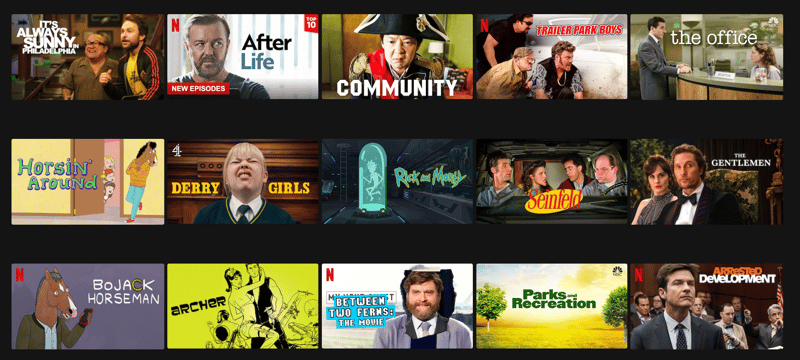 IT'S
ALWAYS
SUNNY IN
PHILADELPHIA
N
After
Life
TOP
10
NEW EPISODES
COMMUNITY
N
TRAILER PARK BOYS
the office
Horsin'
Around
4
DERRY GIRLS
Rick and Morty
Seinfeld
THE
GENTLEMEN
N
BoJACK
HORSEMAN
ARCHER
N
BETWEEN
TWO FERNS:
THE MOVIE
Parks and
Recreation
N
ARReSTeD
DeVeLOPMeNT